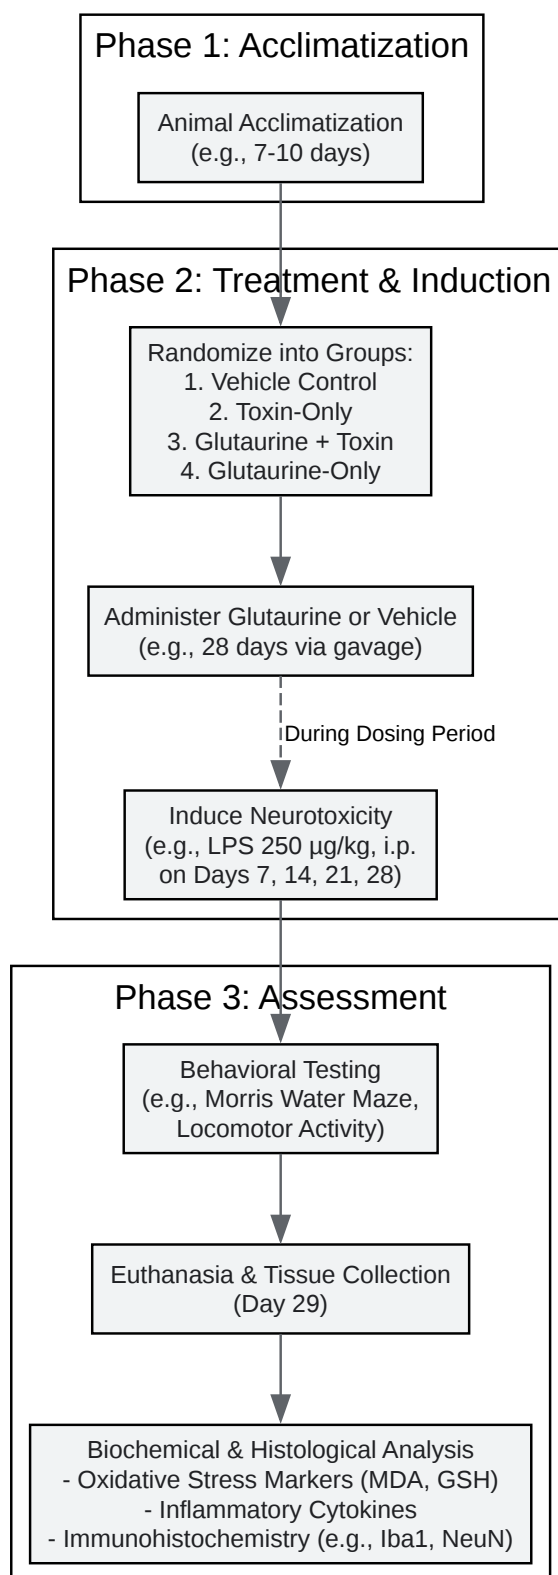 Phase 1: Acclimatization
Animal Acclimatization
(e.g., 7-10 days)
Phase 2: Treatment & Induction
Randomize into Groups:
1. Vehicle Control
2. Toxin-Only
3. Glutaurine + Toxin
4. Glutaurine-Only
Administer Glutaurine or Vehicle
(e.g., 28 days via gavage)
During Dosing Period
Induce Neurotoxicity
(e.g., LPS 250 µg/kg, i.p.
on Days 7, 14, 21, 28)
Phase 3: Assessment
Behavioral Testing
(e.g., Morris Water Maze,
Locomotor Activity)
Euthanasia & Tissue Collection
(Day 29)
Biochemical & Histological Analysis
- Oxidative Stress Markers (MDA, GSH)
- Inflammatory Cytokines
- Immunohistochemistry (e.g., Iba1, NeuN)